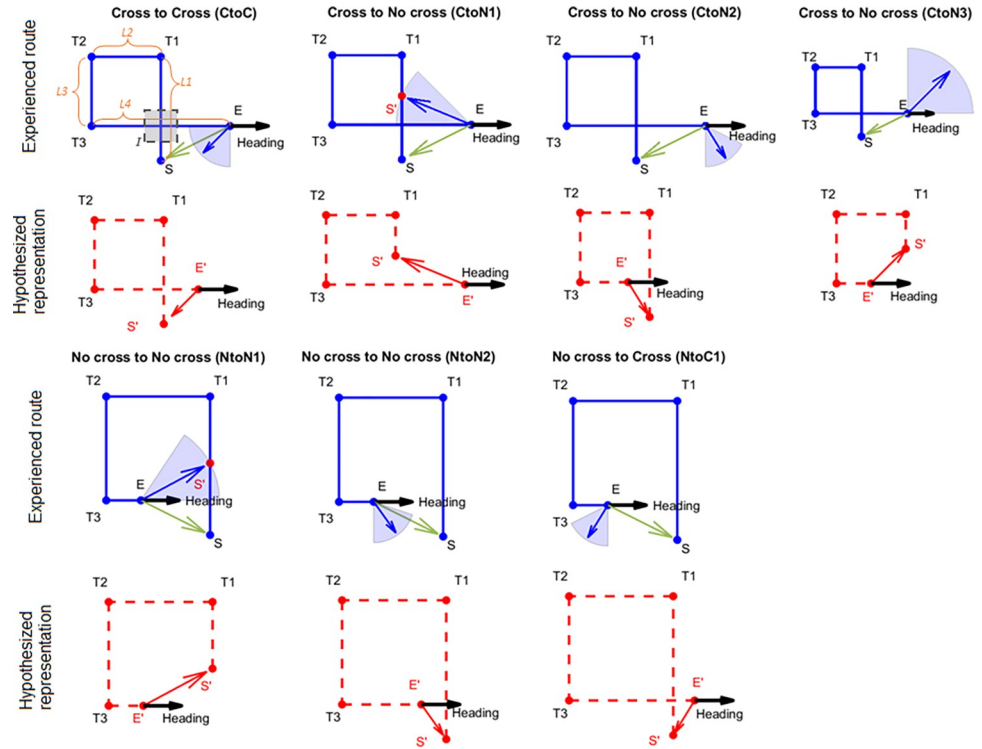 Cross to Cross (CtoC)
Cross to No cross (CtoN1)
Cross to No cross (CtoN2)
Cross to No cross (CtoN3)
Experienced route
T2
L2
T1
L1
L3
L4
E
Heading
T3
I
S
T2
T1
S'
E
Heading
T3
S
T2
T1
E
Heading
T3
S
T2
T1
E
Heading
T3
S
Hypothesized
representation
T2
T1
E'
Heading
T3
S'
T2
T1
S'
Heading
E'
T3
T2
T1
E'
Heading
T3
S'
T2
T1
S'
T3
E'
Heading
No cross to No cross (NtoN1)
No cross to No cross (NtoN2)
No cross to Cross (NtoC1)
Experienced route
T2
T1
S'
E
Heading
T3
S
T2
T1
E
Heading
T3
S
T2
T1
E
Heading
T3
S
Hypothesized
representation
T2
T1
S'
T3
E'
Heading
T2
T1
E'
Heading
T3
S'
T2
T1
E'
Heading
T3
S'